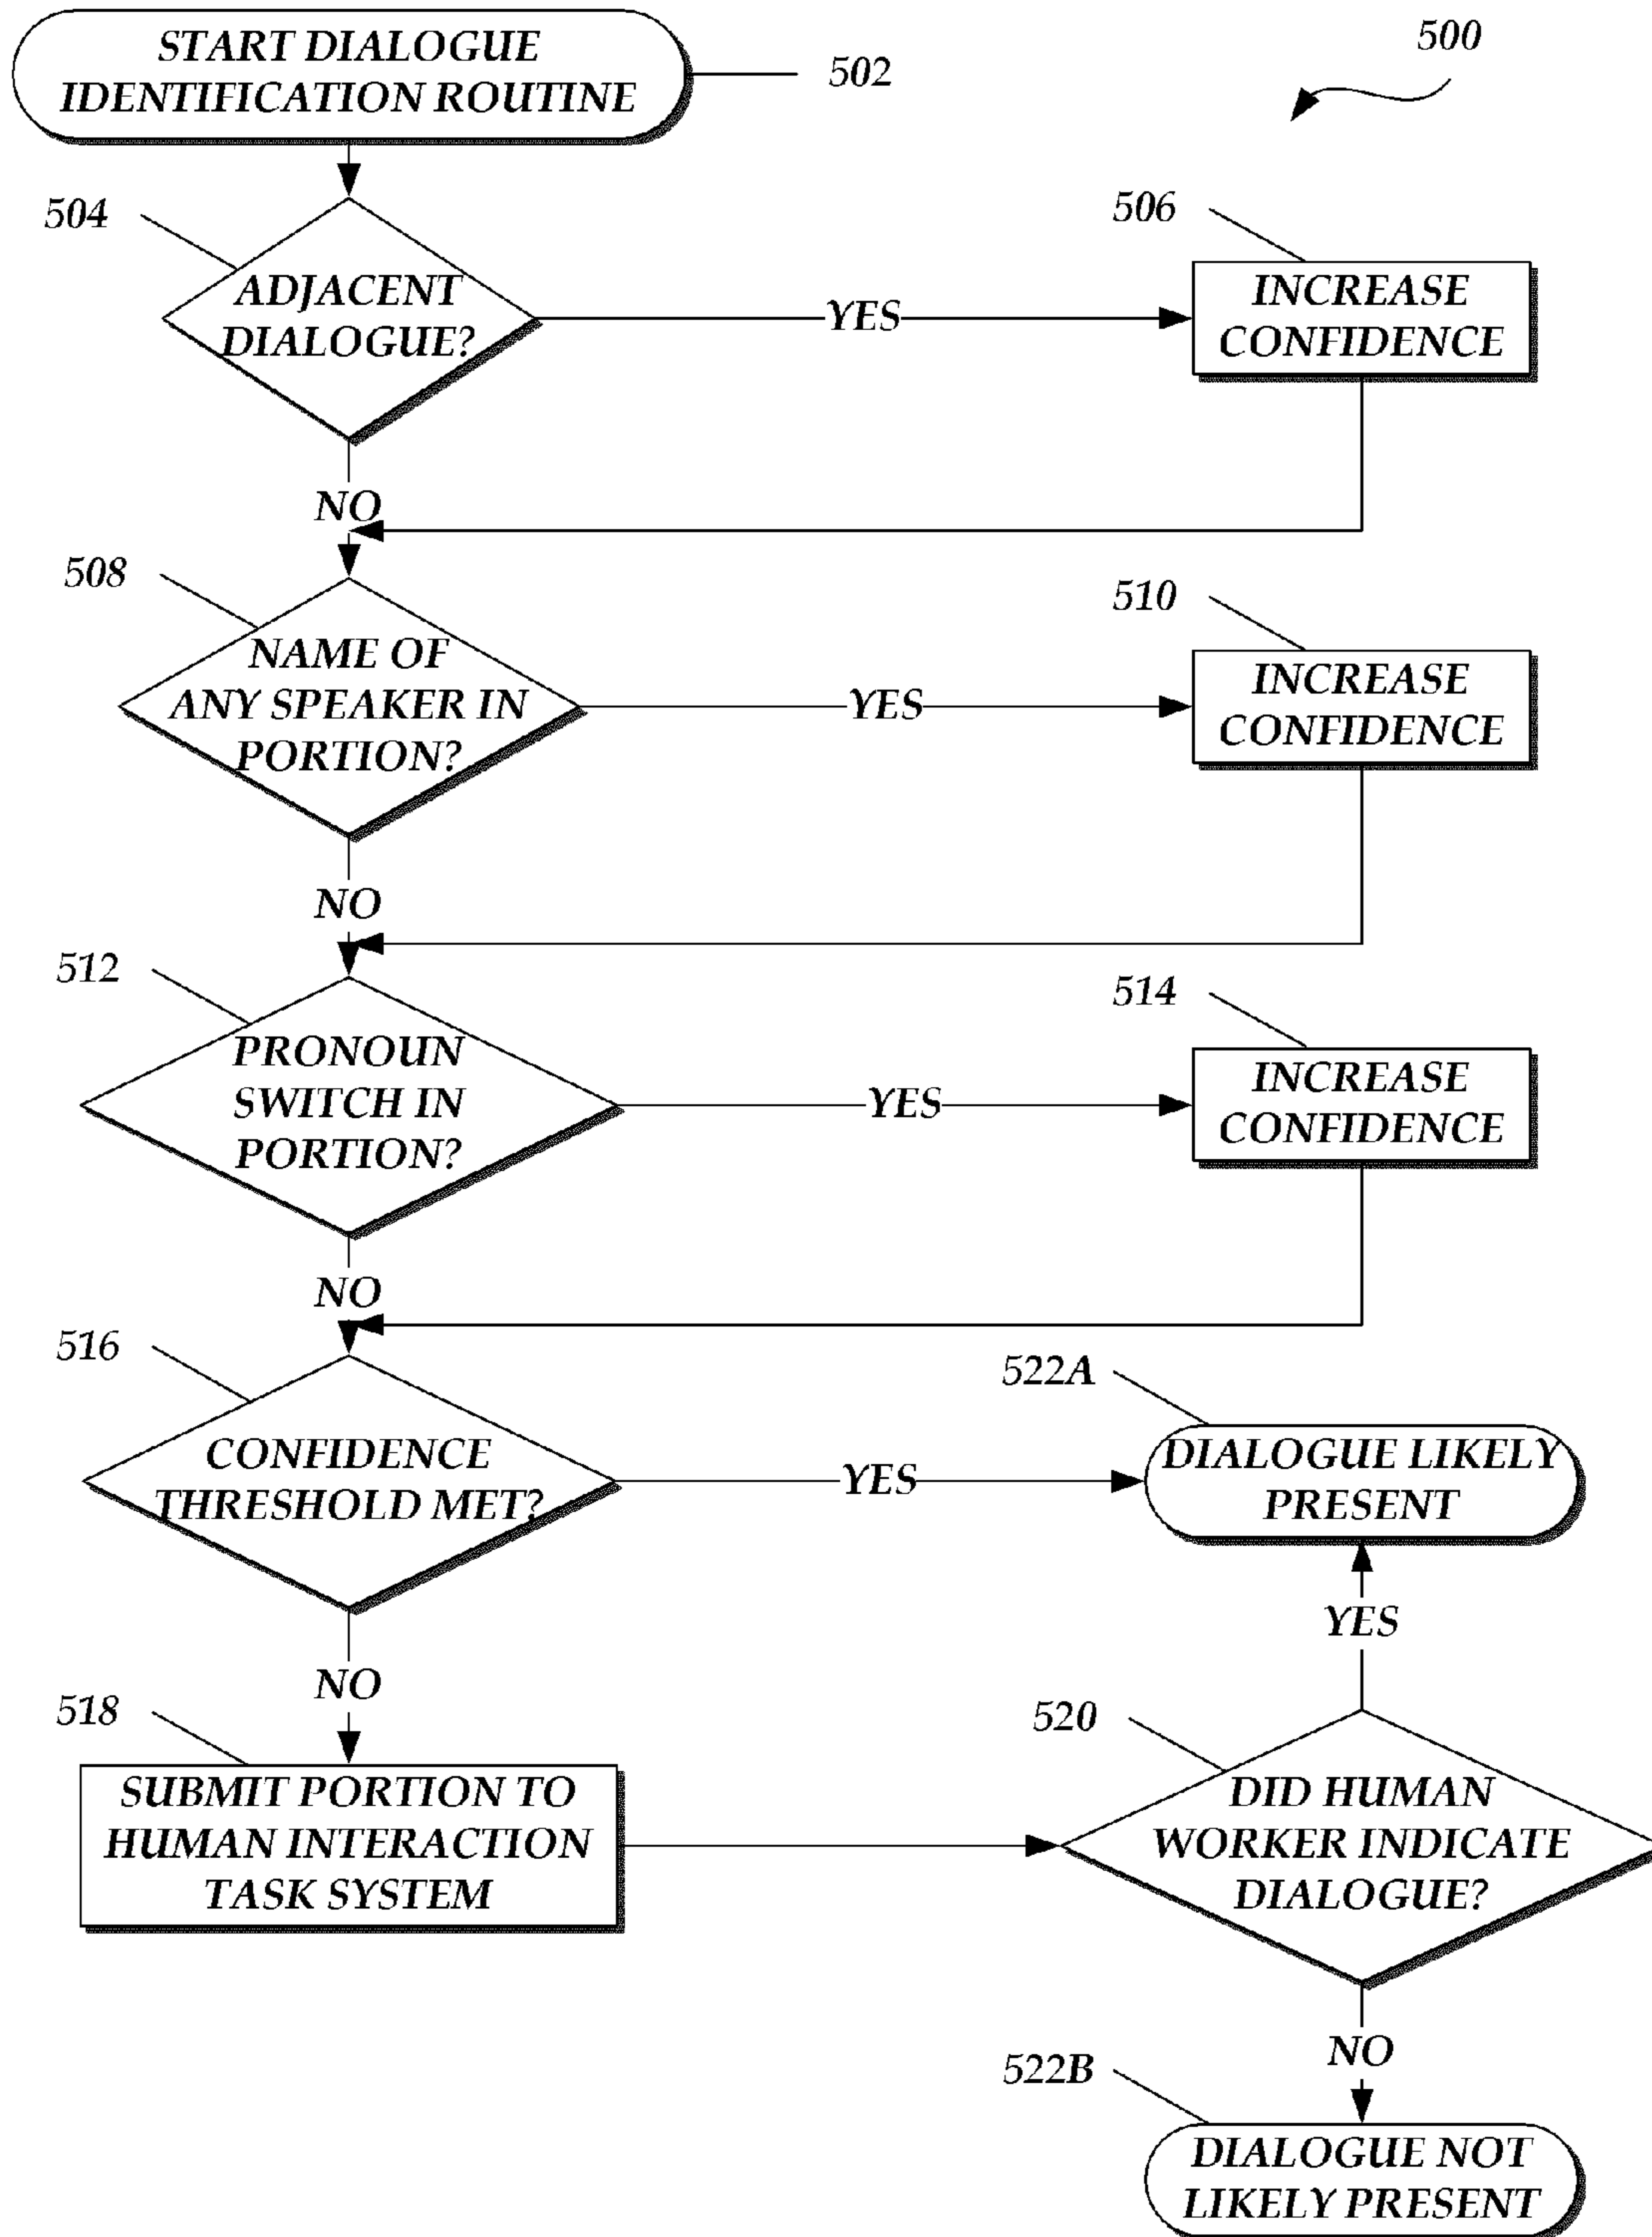 START DIALOGUE
IDENTIFICATION ROUTINE
502
500
504
ADJACENT
DIALOGUE?
YES
506
INCREASE
CONFIDENCE
NO
508
NAME OF
ANY SPEAKER IN
PORTION?
YES
510
INCREASE
CONFIDENCE
NO
512
PRONOUN
SWITCH IN
PORTION?
YES
514
INCREASE
CONFIDENCE
NO
516
CONFIDENCE
THRESHOLD MET?
YES
522A
DIALOGUE LIKELY
PRESENT
NO
YES
518
SUBMIT PORTION TO
HUMAN INTERACTION
TASK SYSTEM
520
DID HUMAN
WORKER INDICATE
DIALOGUE?
NO
522B
DIALOGUE NOT
LIKELY PRESENT